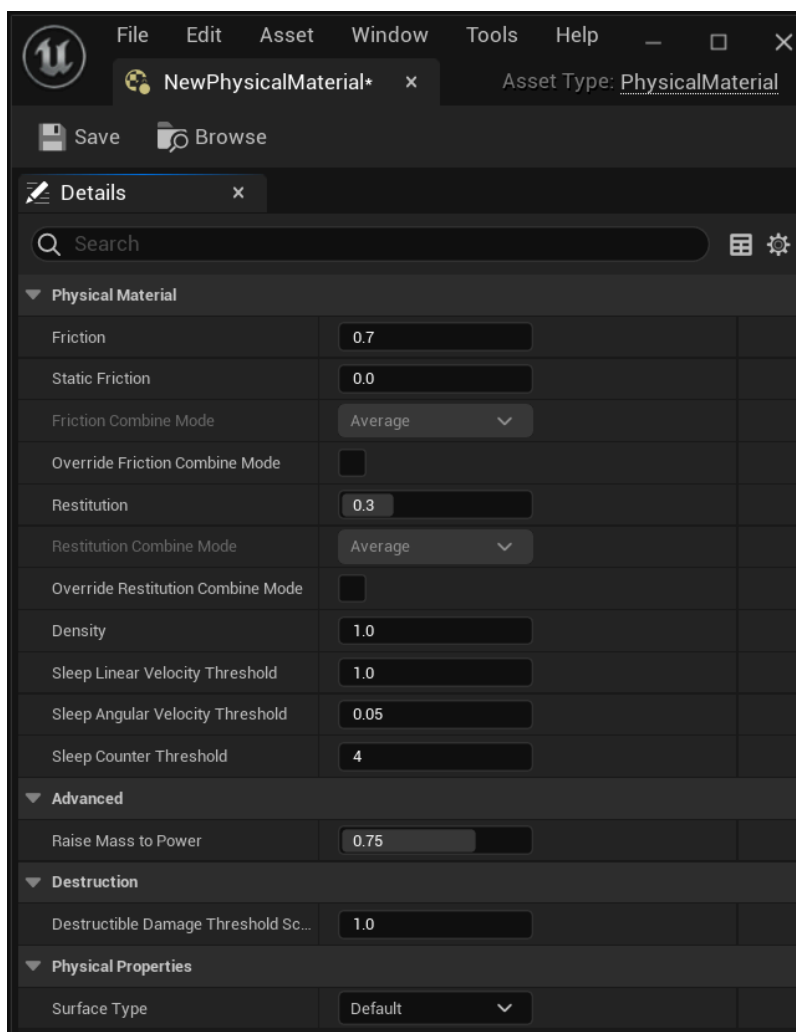 File Edit Asset Window Tools Help
NewPhysicalMaterial* Asset Type: PhysicalMaterial
Save Browse
Details
Search
Physical Material
Friction 0.7
Static Friction 0.0
Friction Combine Mode Average
Override Friction Combine Mode
Restitution 0.3
Restitution Combine Mode Average
Override Restitution Combine Mode
Density 1.0
Sleep Linear Velocity Threshold 1.0
Sleep Angular Velocity Threshold 0.05
Sleep Counter Threshold 4
Advanced
Raise Mass to Power 0.75
Destruction
Destructible Damage Threshold Sc... 1.0
Physical Properties
Surface Type Default